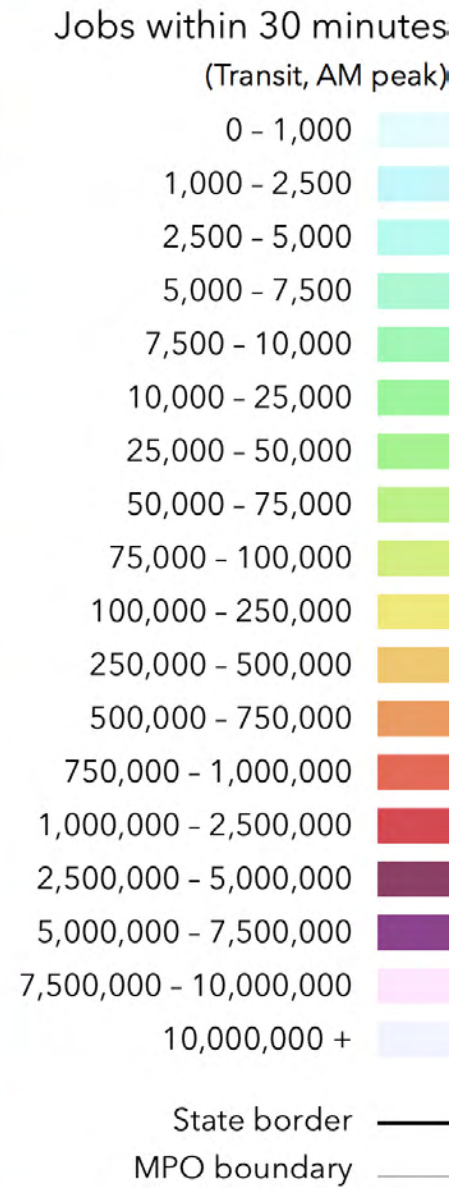 Jobs within 30 minutes
(Transit, AM peak)
0 – 1,000
1,000 – 2,500
2,500 – 5,000
5,000 – 7,500
7,500 – 10,000
10,000 – 25,000
25,000 – 50,000
50,000 – 75,000
75,000 – 100,000
100,000 – 250,000
250,000 – 500,000
500,000 – 750,000
750,000 – 1,000,000
1,000,000 – 2,500,000
2,500,000 – 5,000,000
5,000,000 – 7,500,000
7,500,000 – 10,000,000
10,000,000 +
State border
MPO boundary